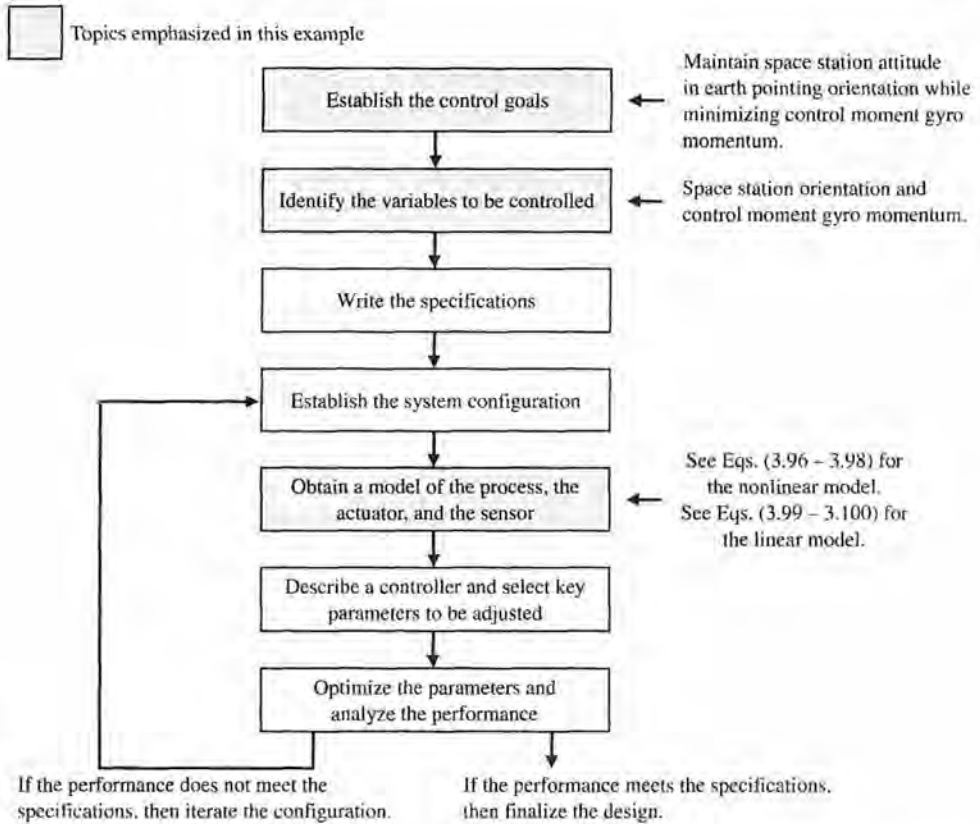 Topics emphasized in this example
Establish the control goals
Maintain space station attitude
in earth pointing orientation while
minimizing control moment gyro
momentum.
Identify the variables to be controlled
Space station orientation and
control moment gyro momentum.
Write the specifications
Establish the system configuration
Obtain a model of the process, the
actuator, and the sensor
See Eqs. (3.96 – 3.98) for
the nonlinear model.
See Eqs. (3.99 – 3.100) for
the linear model.
Describe a controller and select key
parameters to be adjusted
Optimize the parameters and
analyze the performance
If the performance does not meet the
specifications, then iterate the configuration.
If the performance meets the specifications,
then finalize the design.